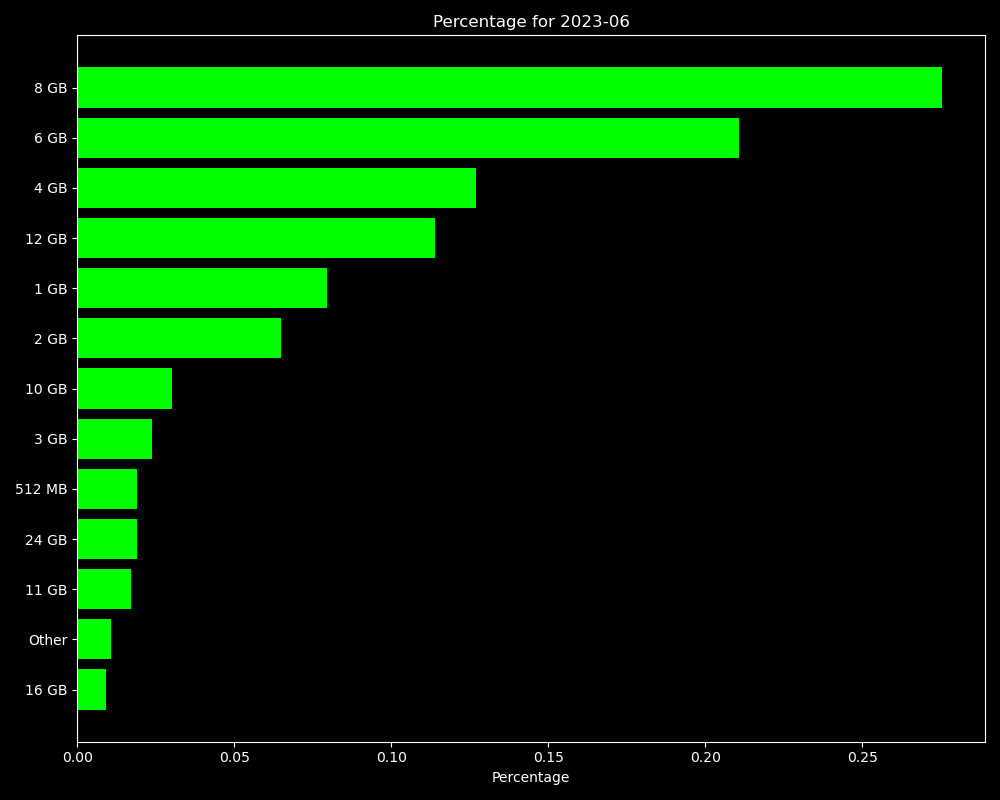 Percentage for 2023-06
8 GB
6 GB
4 GB
12 GB
1 GB
2 GB
10 GB
3 GB
512 MB
24 GB
11 GB
Other
16 GB
0.00 0.05 0.10 0.15 0.20 0.25
Percentage